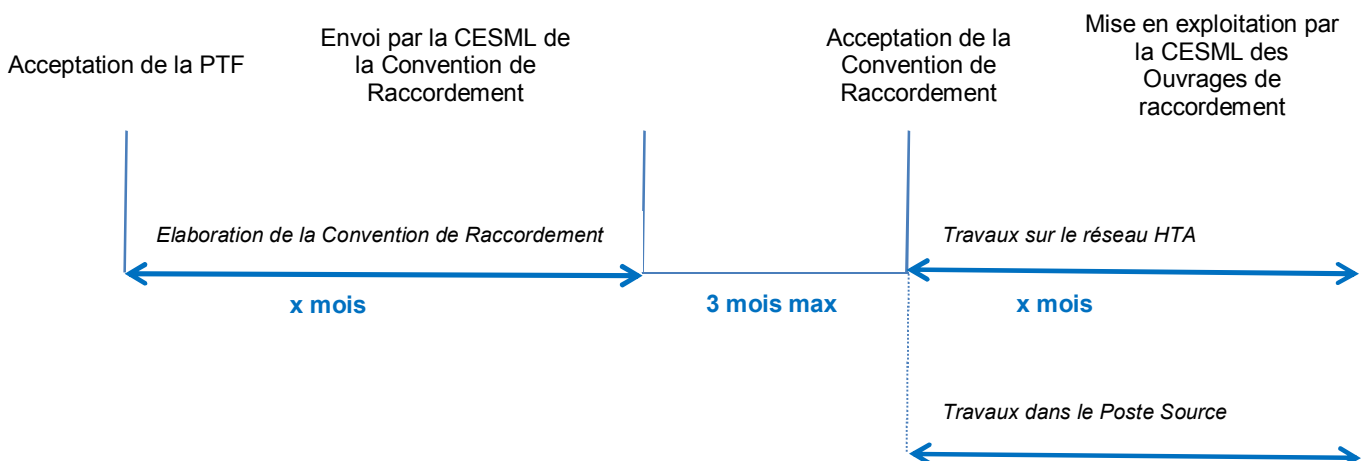 Acceptation de la PTF
Envoi par la CESML de
la Convention de
Raccordement
Acceptation de la
Convention de
Raccordement
Mise en exploitation par
la CESML des
Ouvrages de
raccordement
Elaboration de la Convention de Raccordement
Travaux sur le réseau HTA
x mois
3 mois max
x mois
Travaux dans le Poste Source